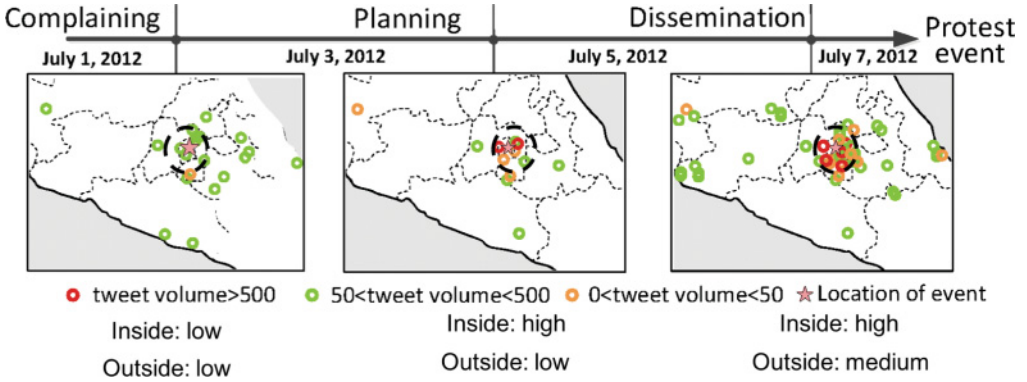 Complaining Planning Dissemination
Protest event
July 1, 2012 July 3, 2012 July 5, 2012 July 7, 2012
tweet volume>500 50<tweet volume<500 0<tweet volume<50 Location of event
Inside: low Inside: high Inside: high
Outside: low Outside: low Outside: medium